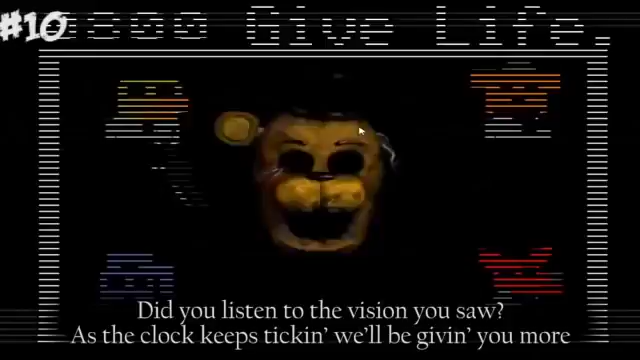 #10
0800 Give Life.
Did you listen to the vision you saw?
As the clock keeps tickin' we'll be givin' you more